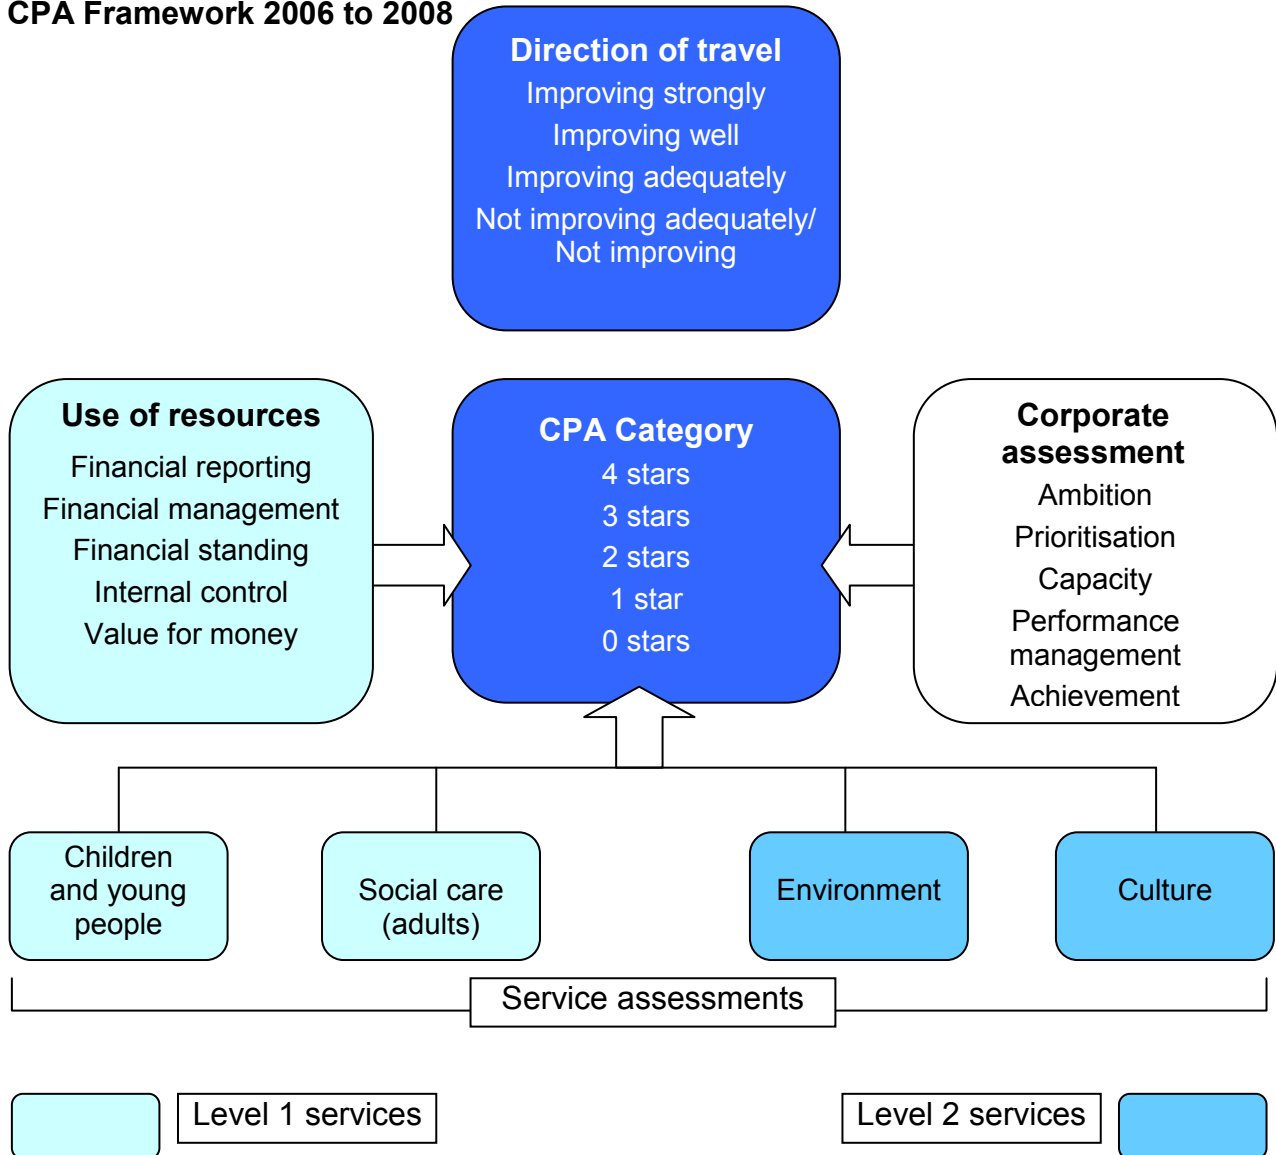 CPA Framework 2006 to 2008
Direction of travel
Improving strongly
Improving well
Improving adequately
Not improving adequately/
Not improving
Use of resources
Financial reporting
Financial management
Financial standing
Internal control
Value for money
CPA Category
4 stars
3 stars
2 stars
1 star
0 stars
Corporate
assessment
Ambition
Prioritisation
Capacity
Performance
management
Achievement
Children
and young
people
Social care
(adults)
Environment
Culture
Service assessments
Level 1 services
Level 2 services